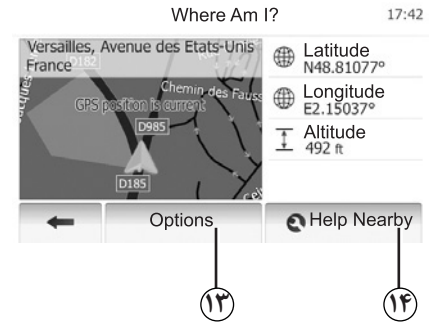 Where Am I?
17:42
Versailles, Avenue des Etats-Unis
France
D182
Chemin des Fauss
GPS position is current
D985
D185
Latitude
N48.81077°
Longitude
E2.15037°
Altitude
492 ft
Options
Help Nearby
۱۳
۱۴